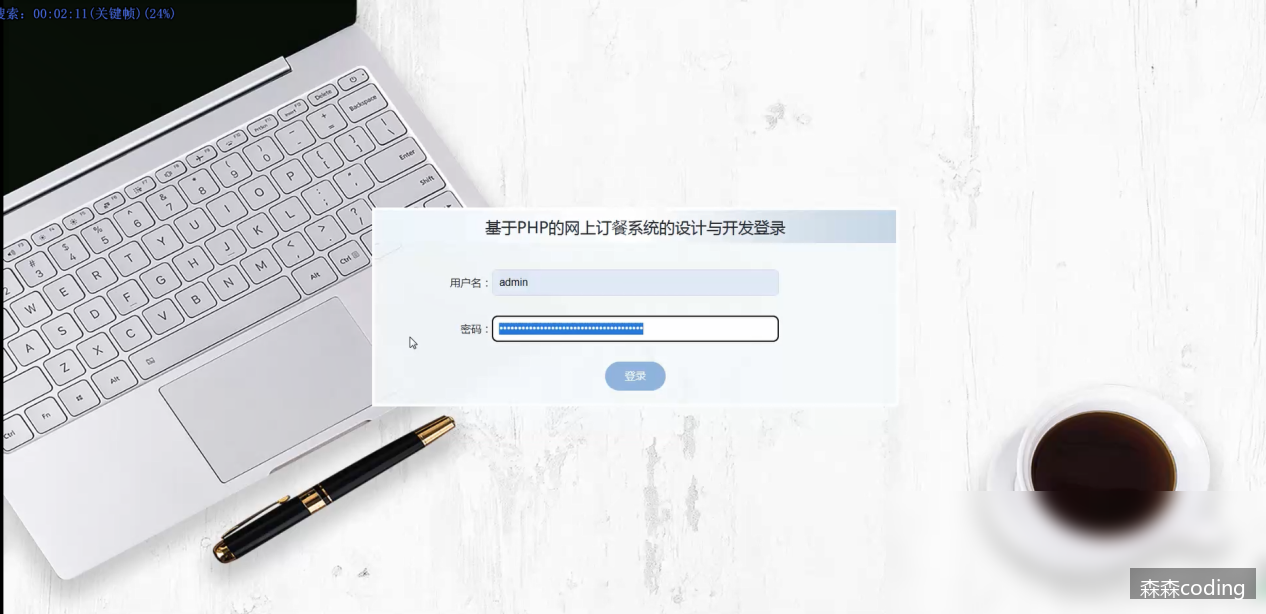 搜索：00:02:11(关键帧)(24%)
基于PHP的网上订餐系统的设计与开发登录
用户名：admin
密码：
登录
森森coding